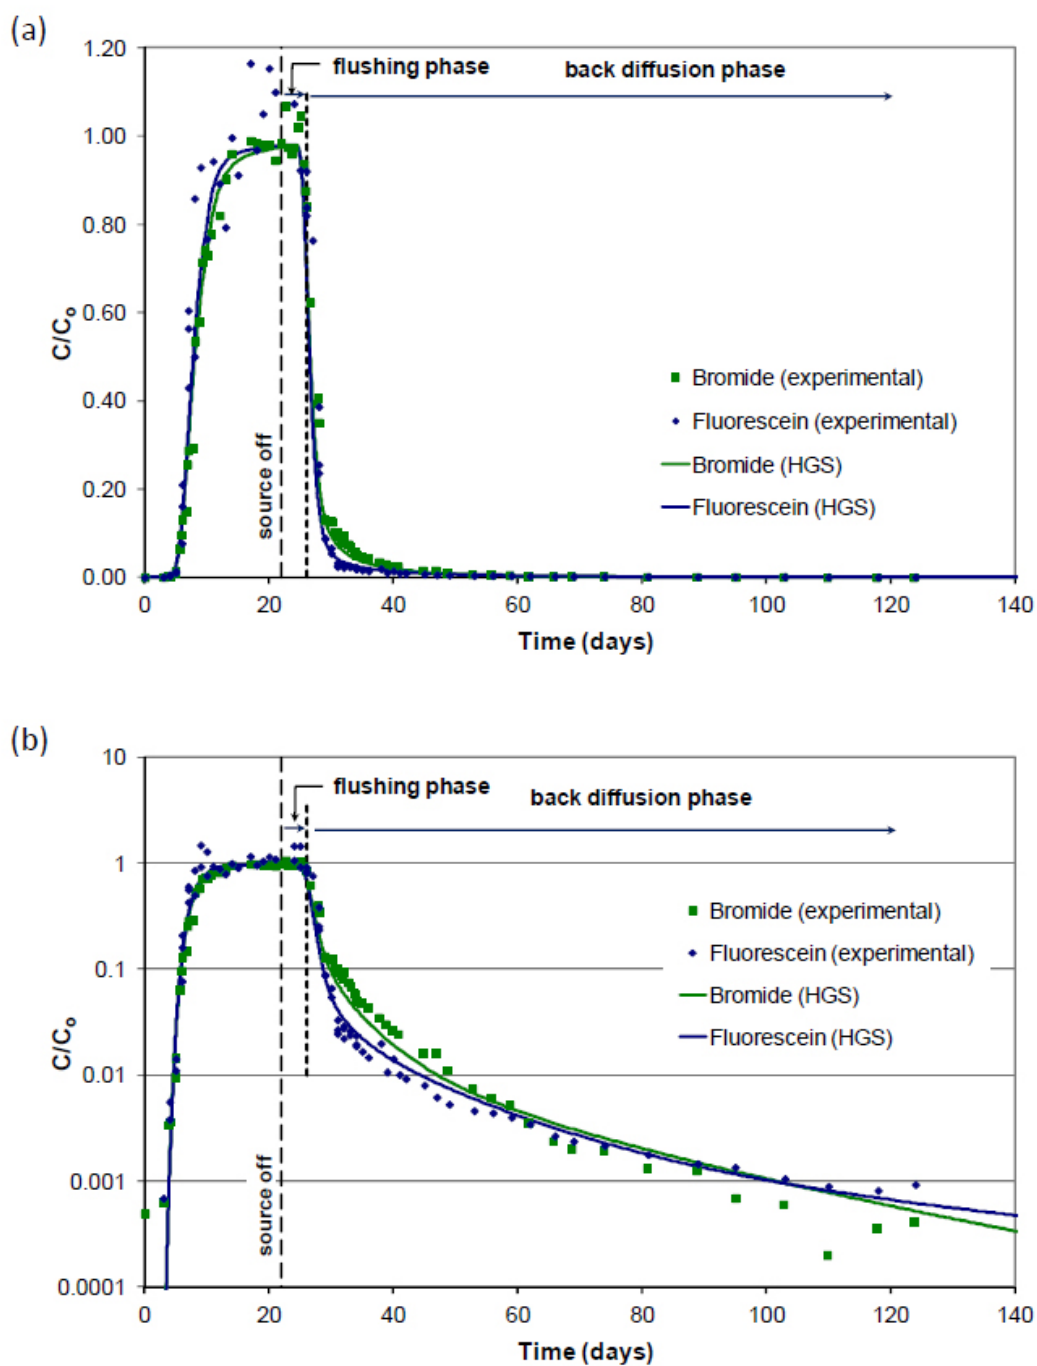 (a)
1.20
1.00
0.80
0.60
0.40
0.20
0.00
C/Co
flushing phase
back diffusion phase
source off
Bromide (experimental)
Fluorescein (experimental)
Bromide (HGS)
Fluorescein (HGS)
0 20 40 60 80 100 120 140
Time (days)
(b)
10
1
0.1
0.01
0.001
0.0001
C/Co
flushing phase
back diffusion phase
source off
Bromide (experimental)
Fluorescein (experimental)
Bromide (HGS)
Fluorescein (HGS)
0 20 40 60 80 100 120 140
Time (days)